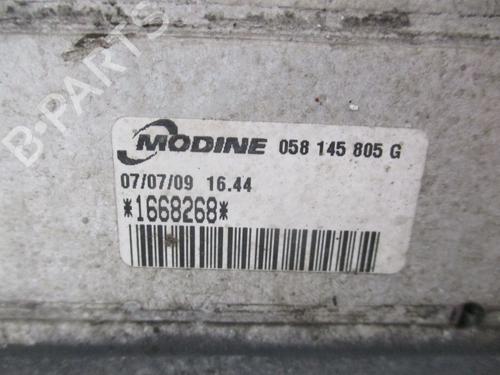 MODINE 058 145 805 G
07/07/09 16.44
*1668268*
B-PARTS